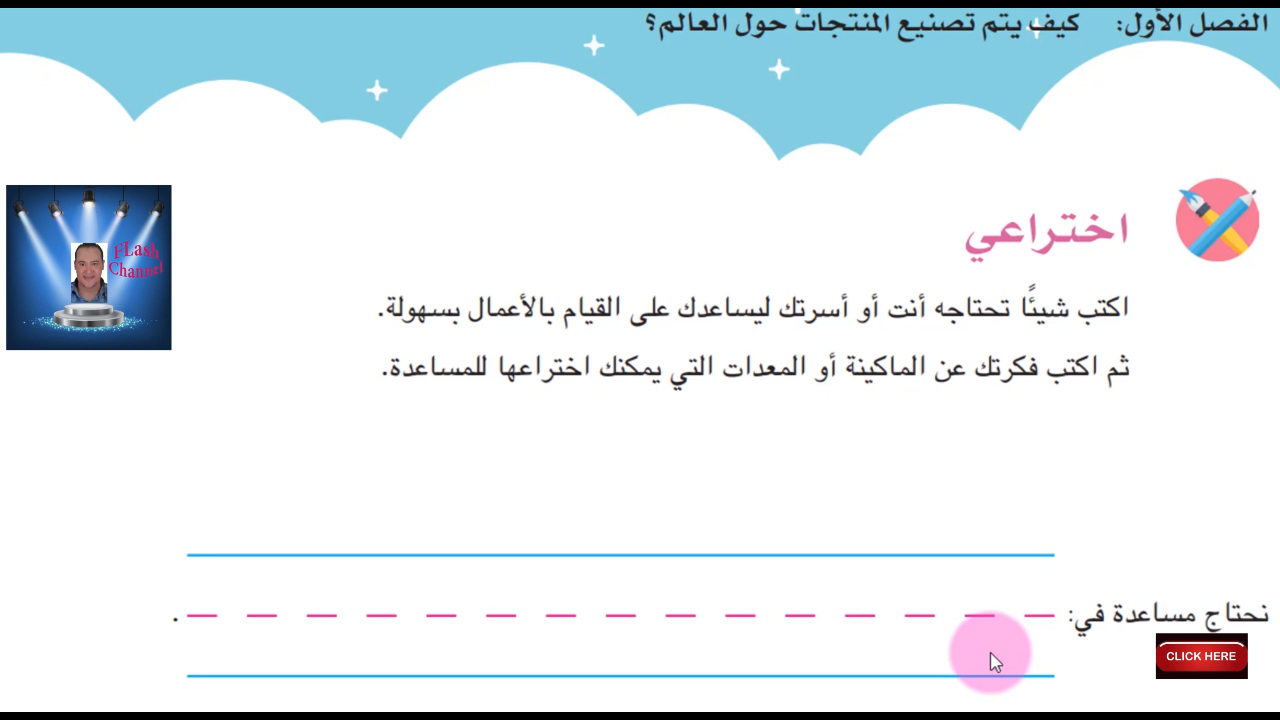 الفصل الأول: كيف يتم تصنيع المنتجات حول العالم؟
FLash
Channel
اختراعي
اكتب شيئًا تحتاجه أنت أو أسرتك ليساعدك على القيام بالأعمال بسهولة.
ثم اكتب فكرتك عن الماكينة أو المعدات التي يمكنك اختراعها للمساعدة.
نحتاج مساعدة في: .
CLICK HERE